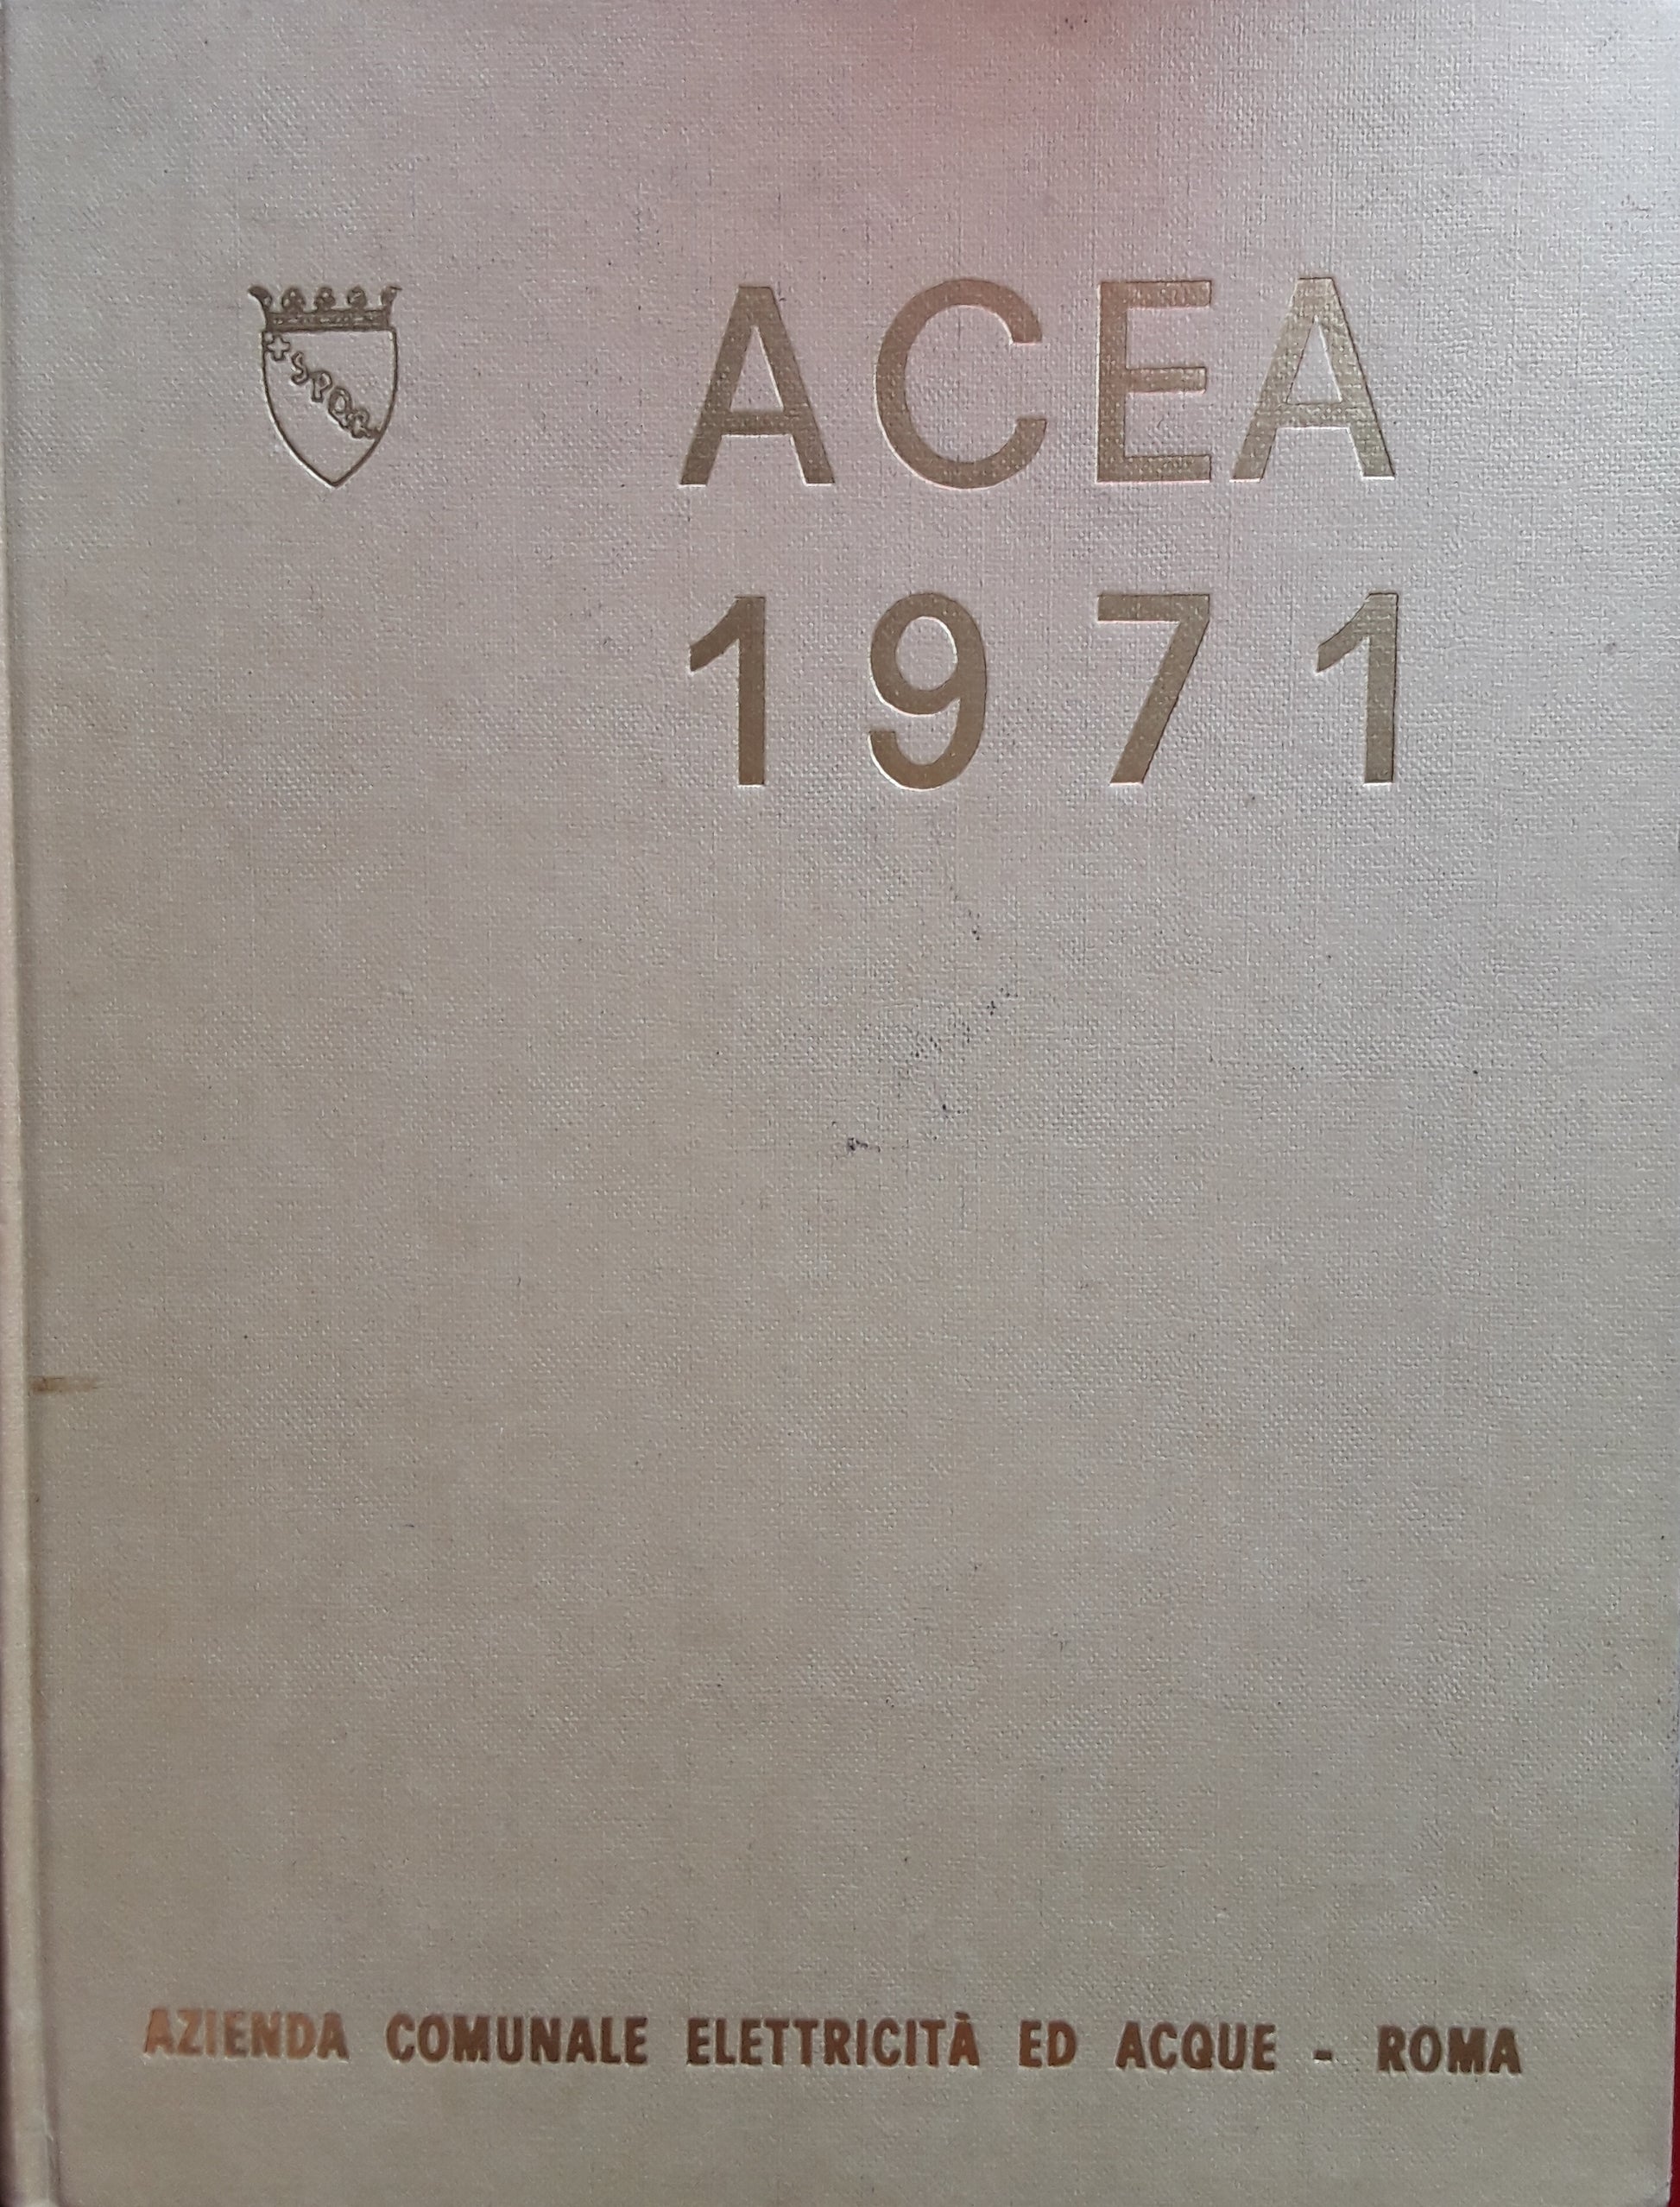 SPQR
ACEA
1971
AZIENDA COMUNALE ELETTRICITÀ ED ACQUE - ROMA